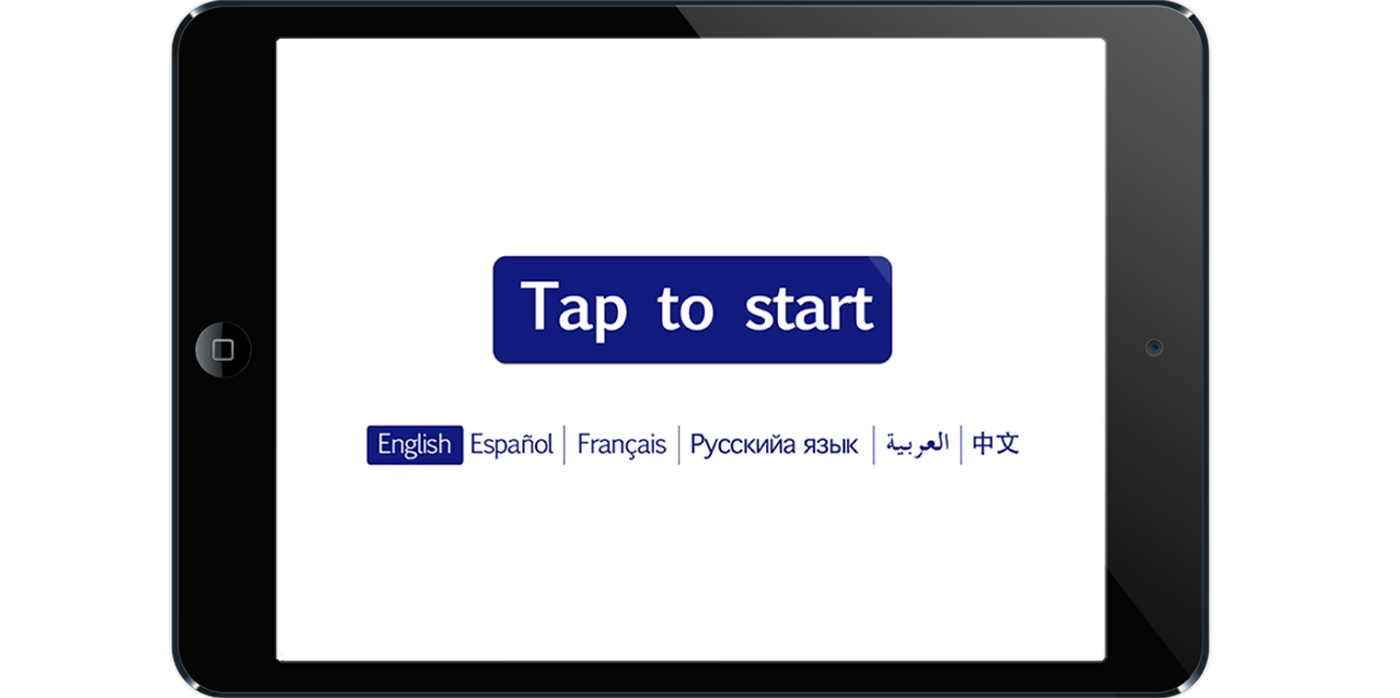 Tap to start
English Español | Français | Русскийа язык | العربية | 中文